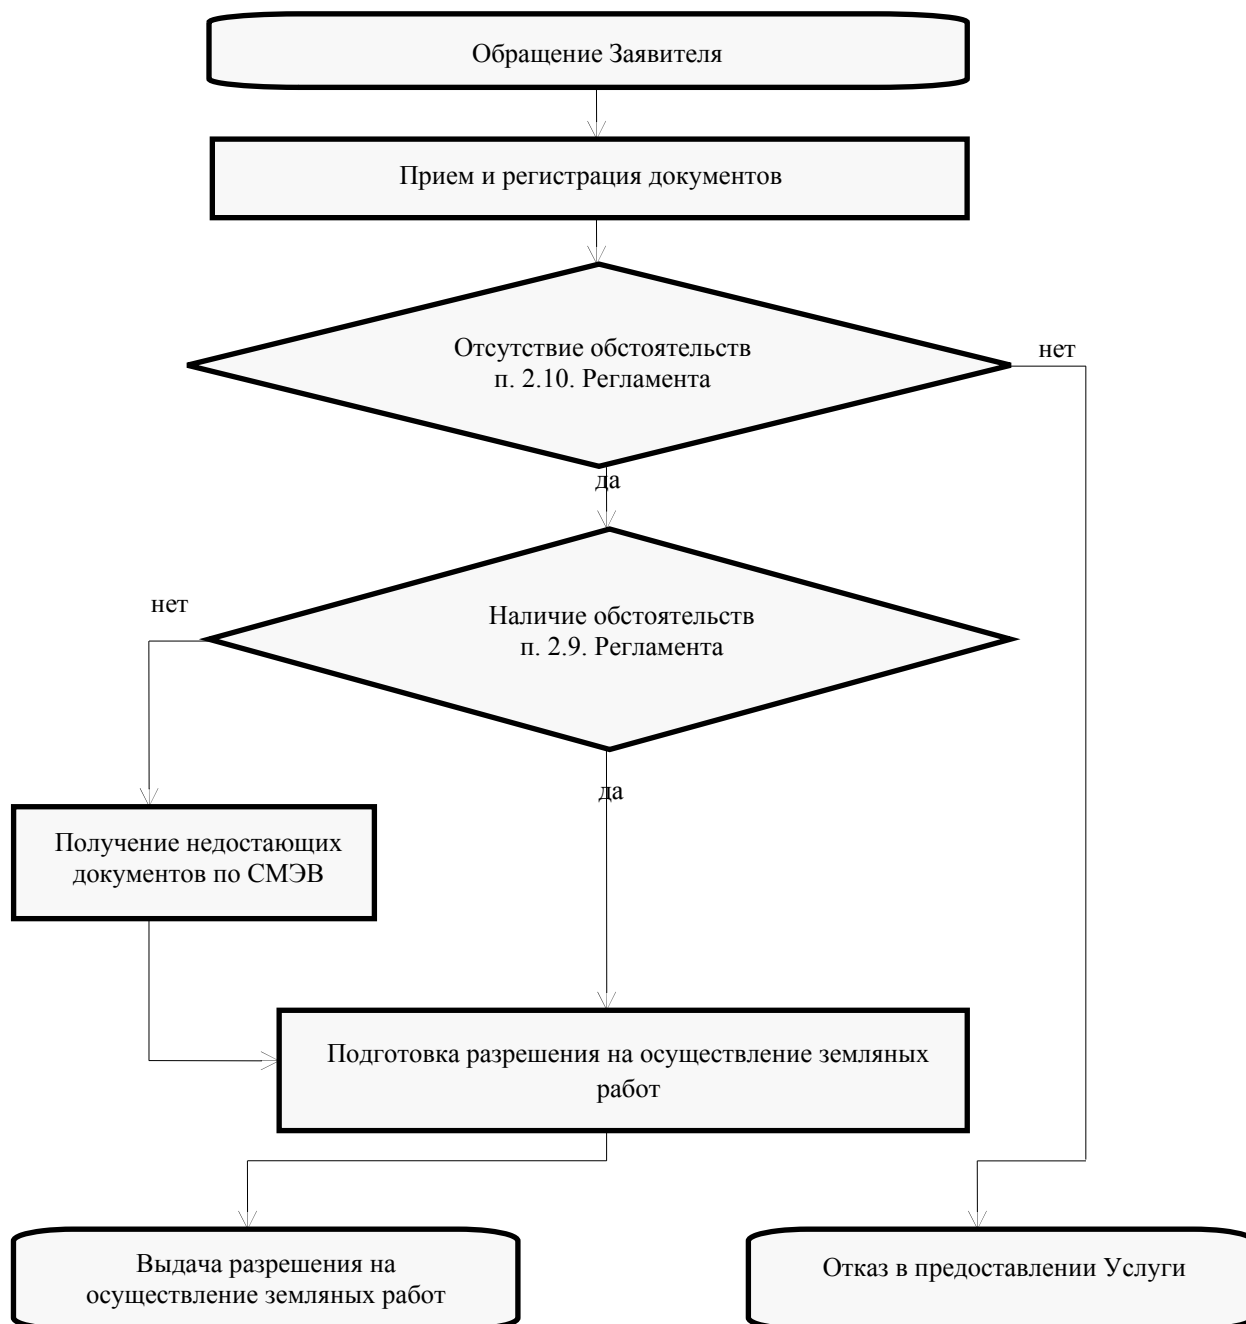 Обращение Заявителя
Прием и регистрация документов
Отсутствие обстоятельств
п. 2.10. Регламента
нет
да
нет
Наличие обстоятельств
п. 2.9. Регламента
да
Получение недостающих
документов по СМЭВ
Подготовка разрешения на осуществление земляных
работ
Выдача разрешения на
осуществление земляных работ
Отказ в предоставлении Услуги